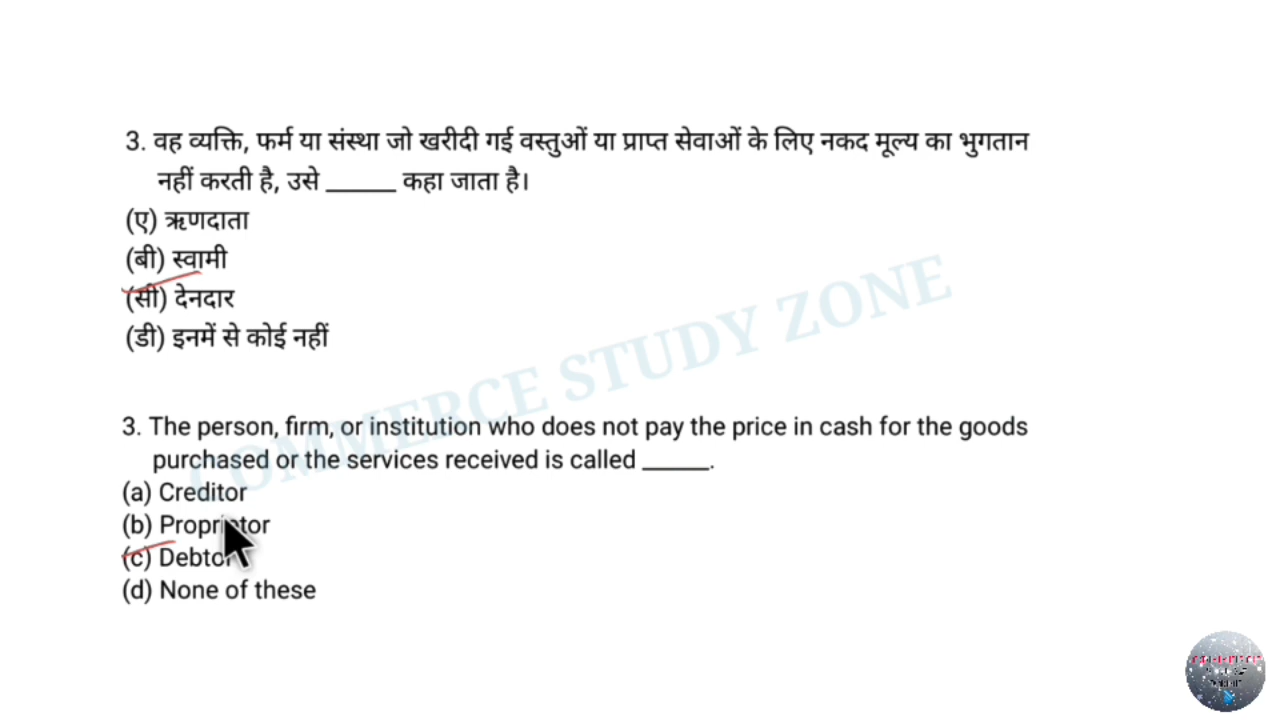 3. वह व्यक्ति, फर्म या संस्था जो खरीदी गई वस्तुओं या प्राप्त सेवाओं के लिए नकद मूल्य का भुगतान
नहीं करती है, उसे ______ कहा जाता है।
(ए) ऋणदाता
(बी) स्वामी
(सी) देनदार
(डी) इनमें से कोई नहीं
COMMERCE STUDY ZONE
3. The person, firm, or institution who does not pay the price in cash for the goods
purchased or the services received is called ______.
(a) Creditor
(b) Proprietor
(c) Debtor
(d) None of these